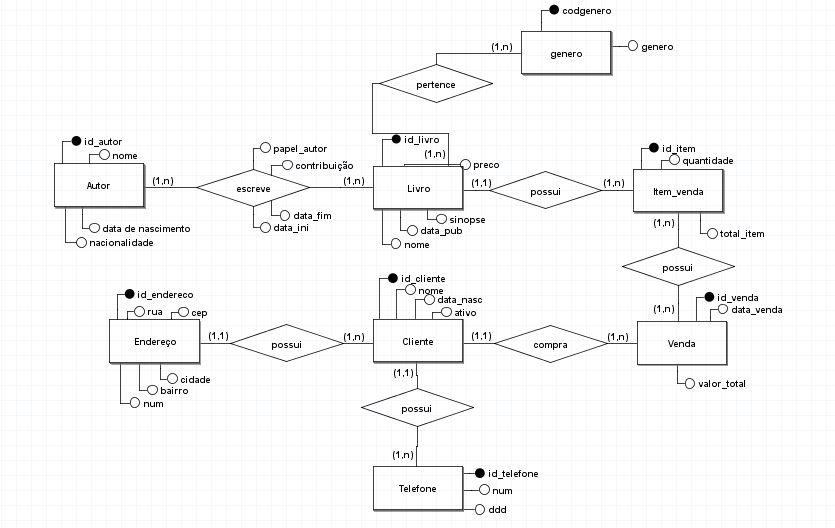 codgenero
(1,n)
genero
genero
pertence
id_autor
nome
Autor
(1,n)
data de nascimento
nacionalidade
papel_autor
contribuição
escreve
data_fim
data_ini
(1,n)
id_livro
(1,n)
preco
Livro
sinopse
data_pub
nome
(1,1)
possui
(1,n)
id_item
quantidade
Item_venda
total_item
(1,n)
possui
(1,n)
id_endereco
rua
cep
Endereço
cidade
bairro
num
(1,1)
possui
(1,n)
id_cliente
nome
data_nasc
ativo
Cliente
(1,1)
compra
(1,n)
id_venda
data_venda
Venda
valor_total
(1,1)
possui
(1,n)
Telefone
id_telefone
num
ddd